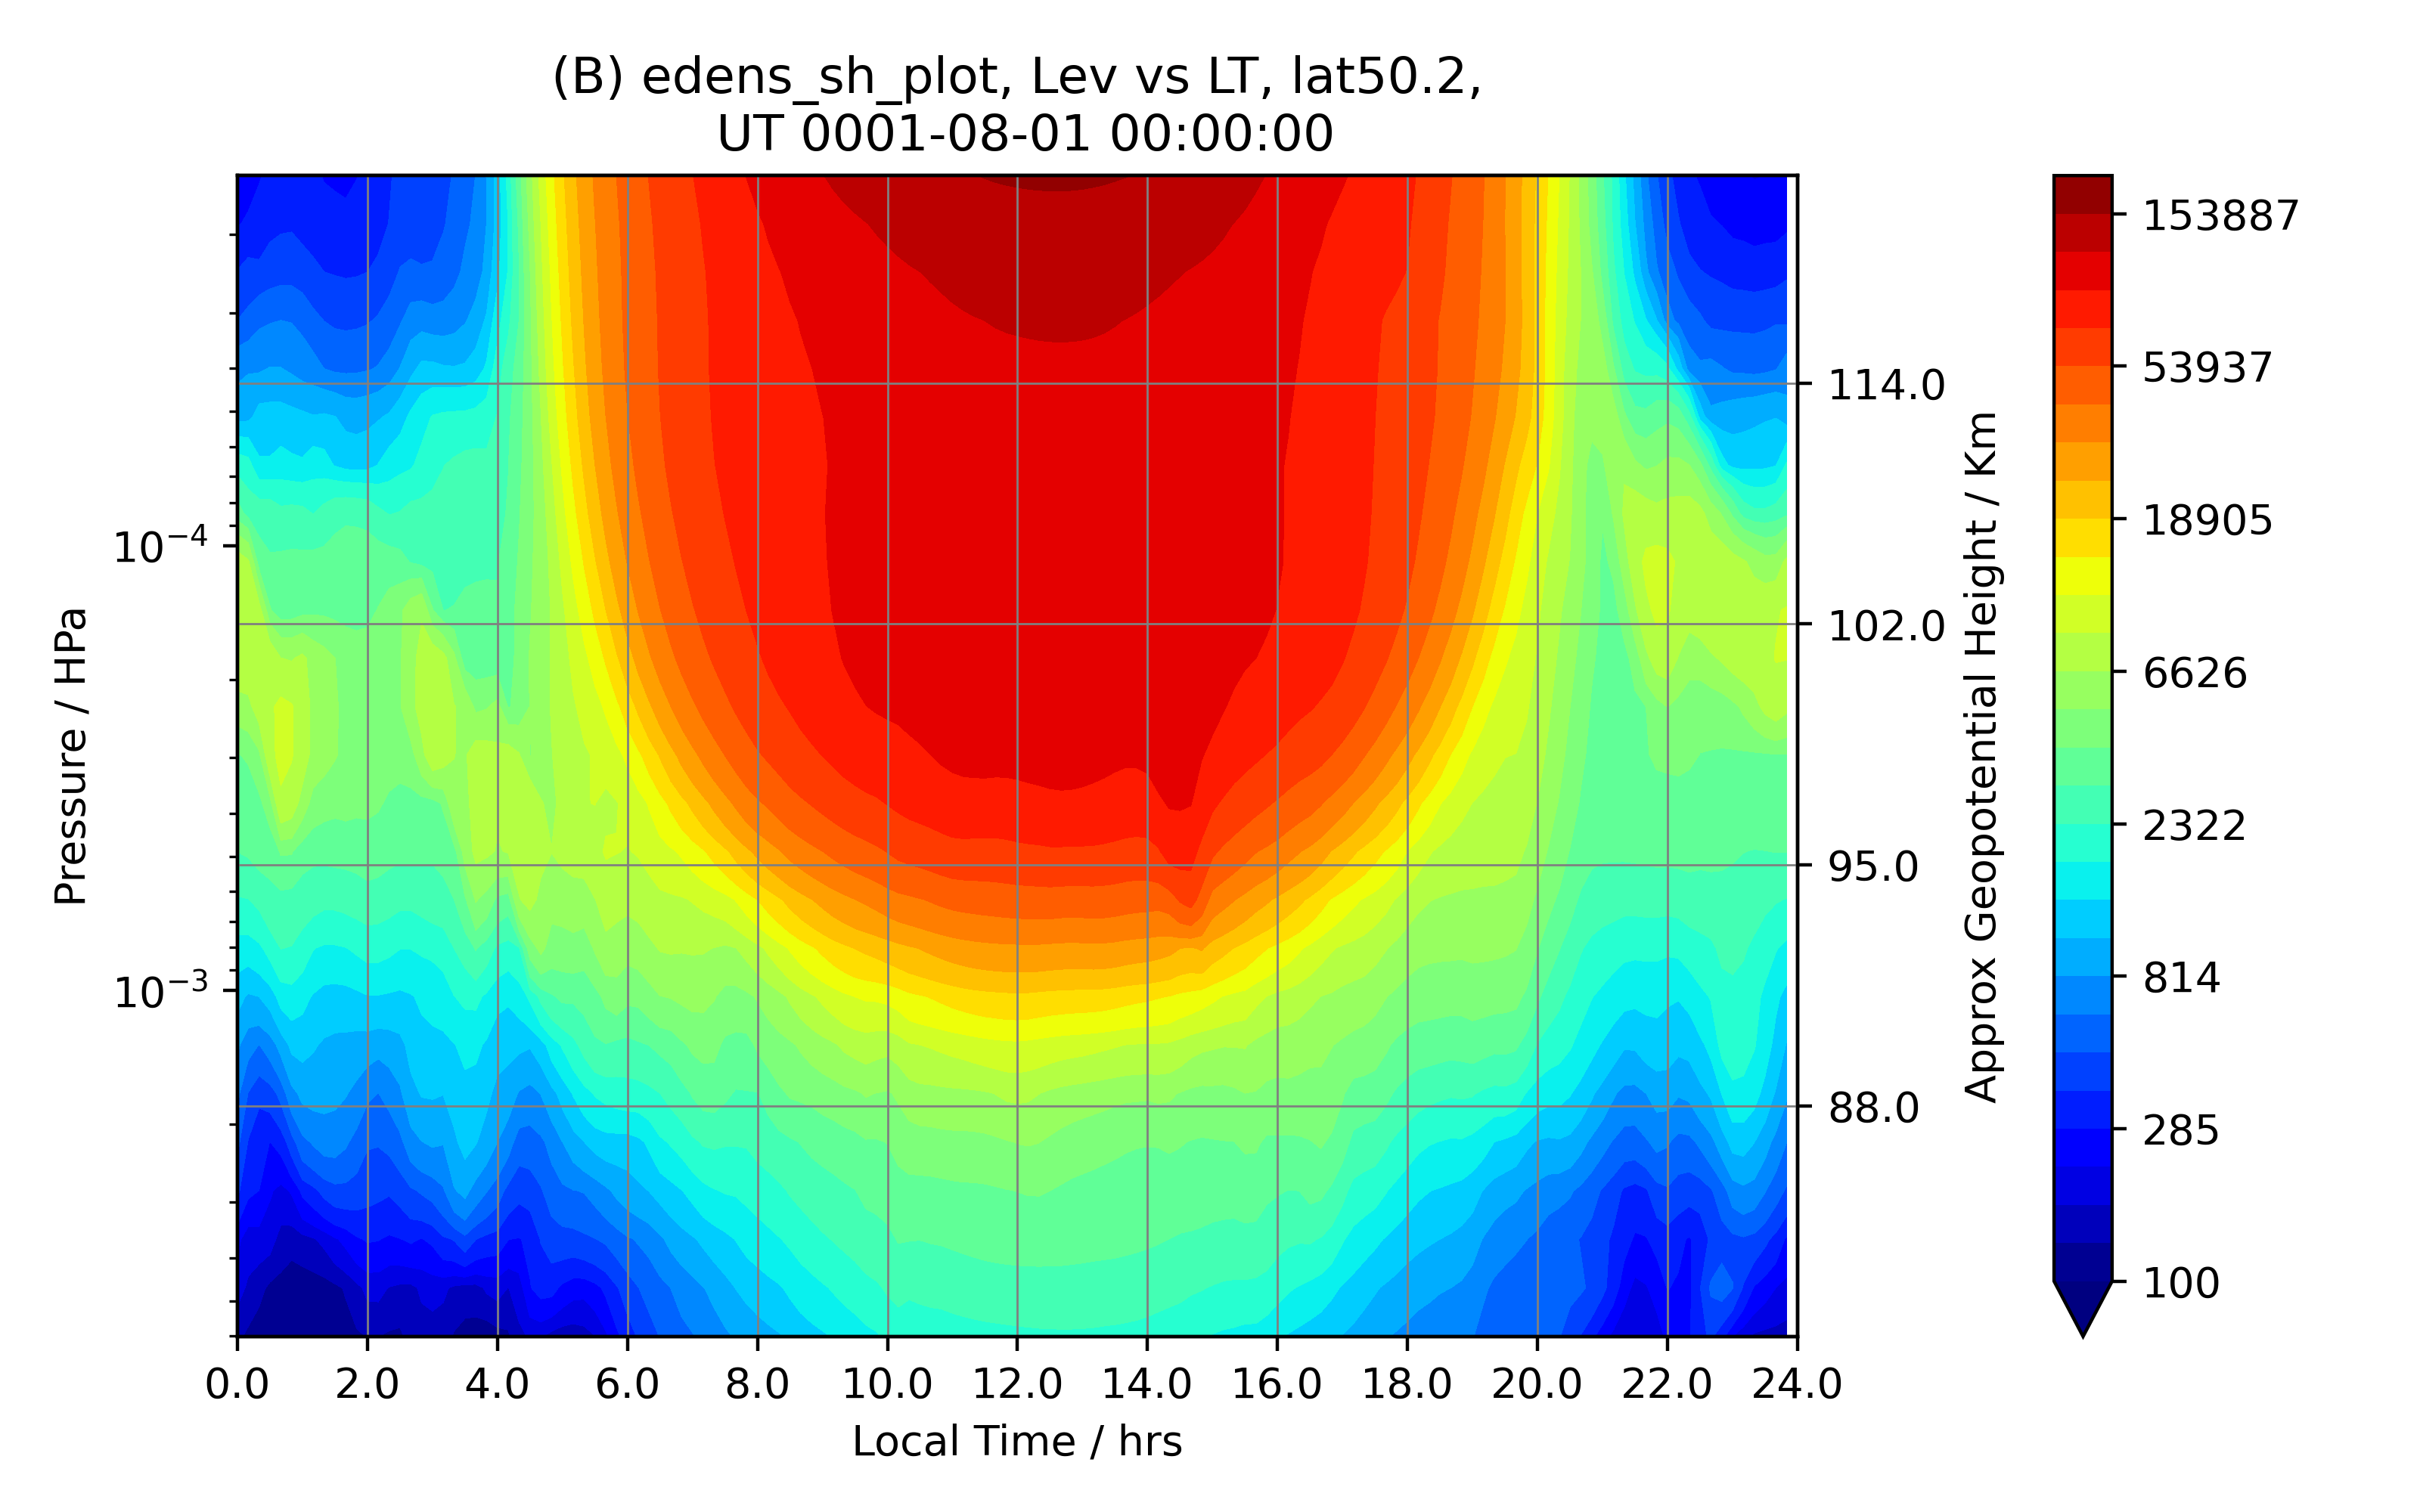 (B) edens_sh_plot, Lev vs LT, lat50.2,
UT 0001-08-01 00:00:00
Pressure / HPa
10⁻⁴
10⁻³
114.0
102.0
95.0
88.0
Approx Geopotential Height / Km
153887
53937
18905
6626
2322
814
285
100
0.0 2.0 4.0 6.0 8.0 10.0 12.0 14.0 16.0 18.0 20.0 22.0 24.0
Local Time / hrs